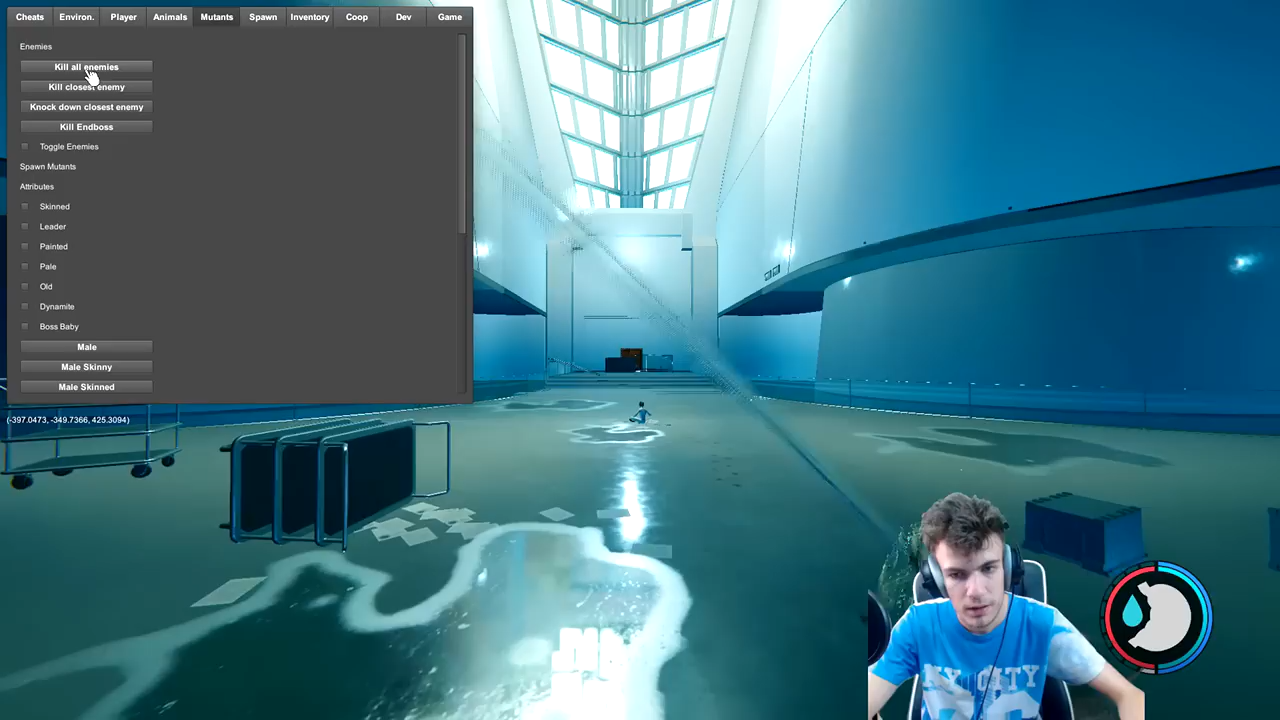 Cheats Environ. Player Animals Mutants Spawn Inventory Coop Dev Game
Enemies
Kill all enemies
Kill closest enemy
Knock down closest enemy
Kill Endboss
Toggle Enemies
Spawn Mutants
Attributes
Skinned
Leader
Painted
Pale
Old
Dynamite
Boss Baby
Male
Male Skinny
Male Skinned
(-397.0473, -349.7366, 425.3094)
NY CITY